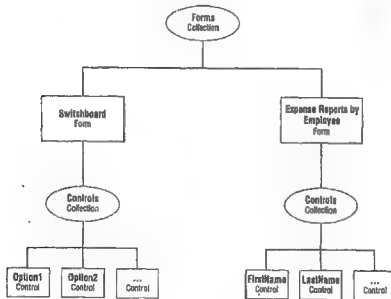 Forms
Collection
Switchboard
Form
Expense Reports by
Employee
Form
Controls
Collection
Controls
Collection
Option1
Control
Option2
Control
...
Control
FirstName
Control
LastName
Control
...
Control